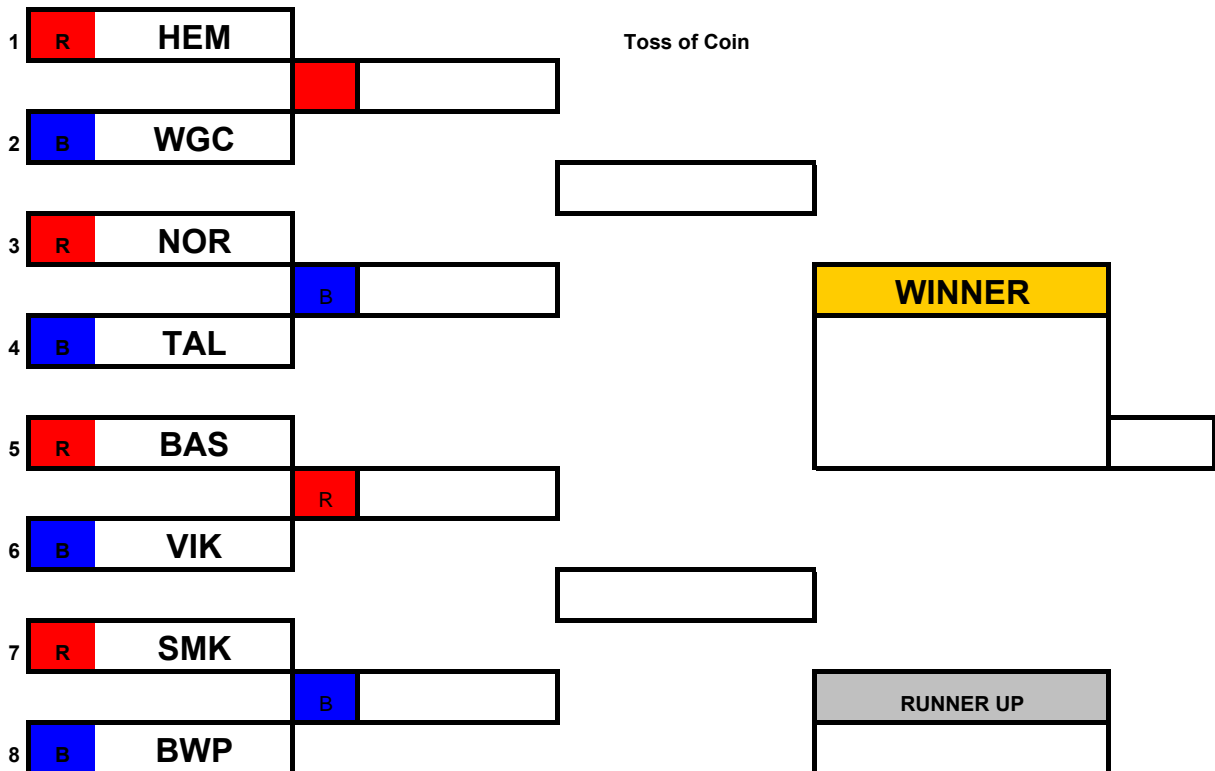 1 R HEM Toss of Coin
2 B WGC
3 R NOR
B WINNER
4 B TAL
5 R BAS
R
6 B VIK
7 R SMK
B RUNNER UP
8 B BWP